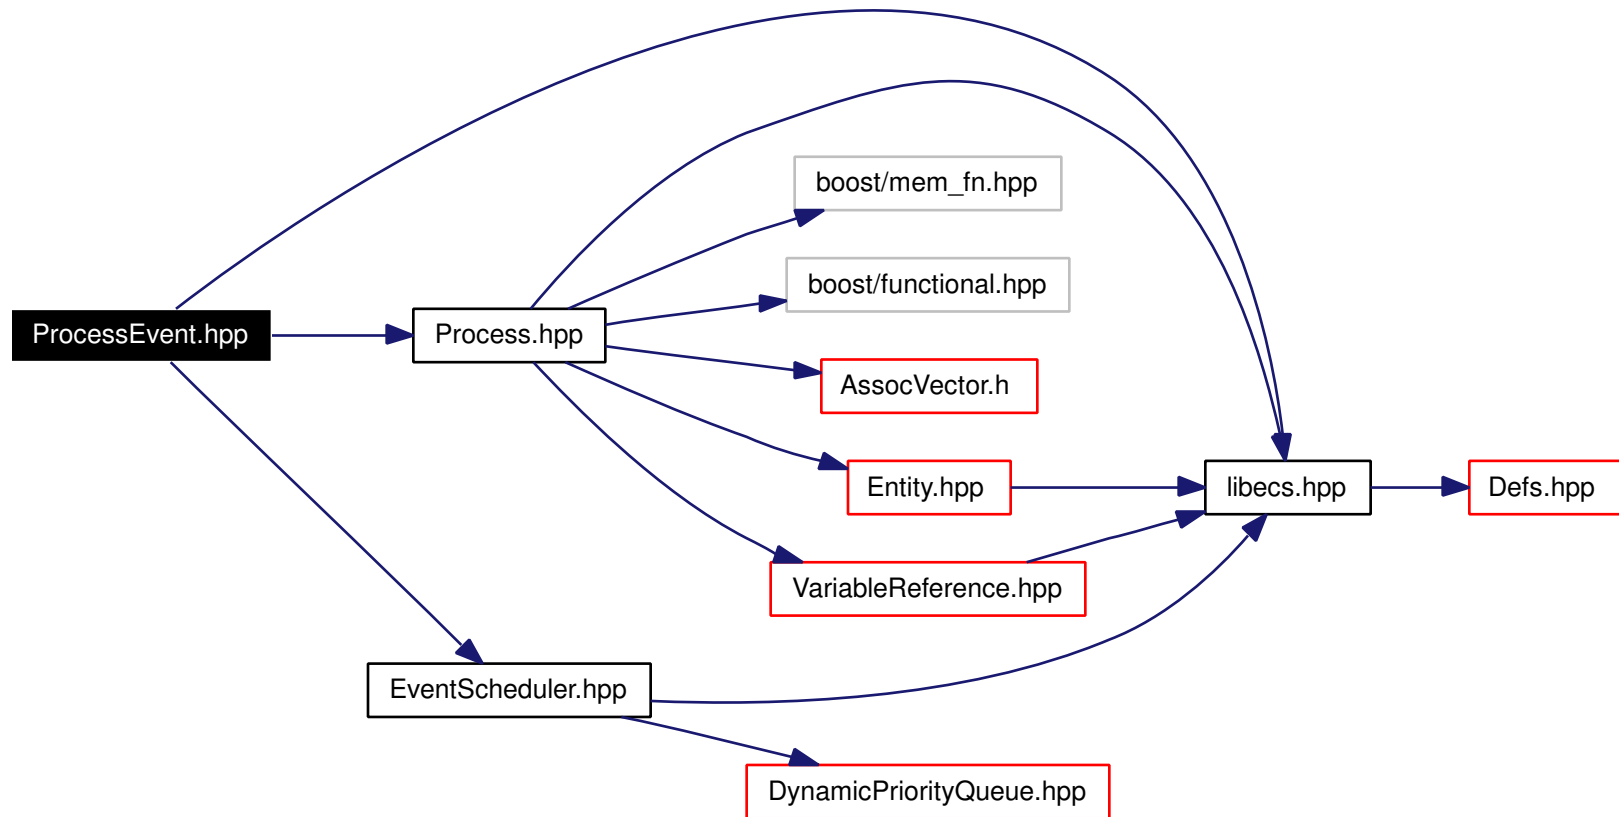 boost/mem_fn.hpp
boost/functional.hpp
ProcessEvent.hpp
Process.hpp
AssocVector.h
Entity.hpp
libecs.hpp
Defs.hpp
VariableReference.hpp
EventScheduler.hpp
DynamicPriorityQueue.hpp